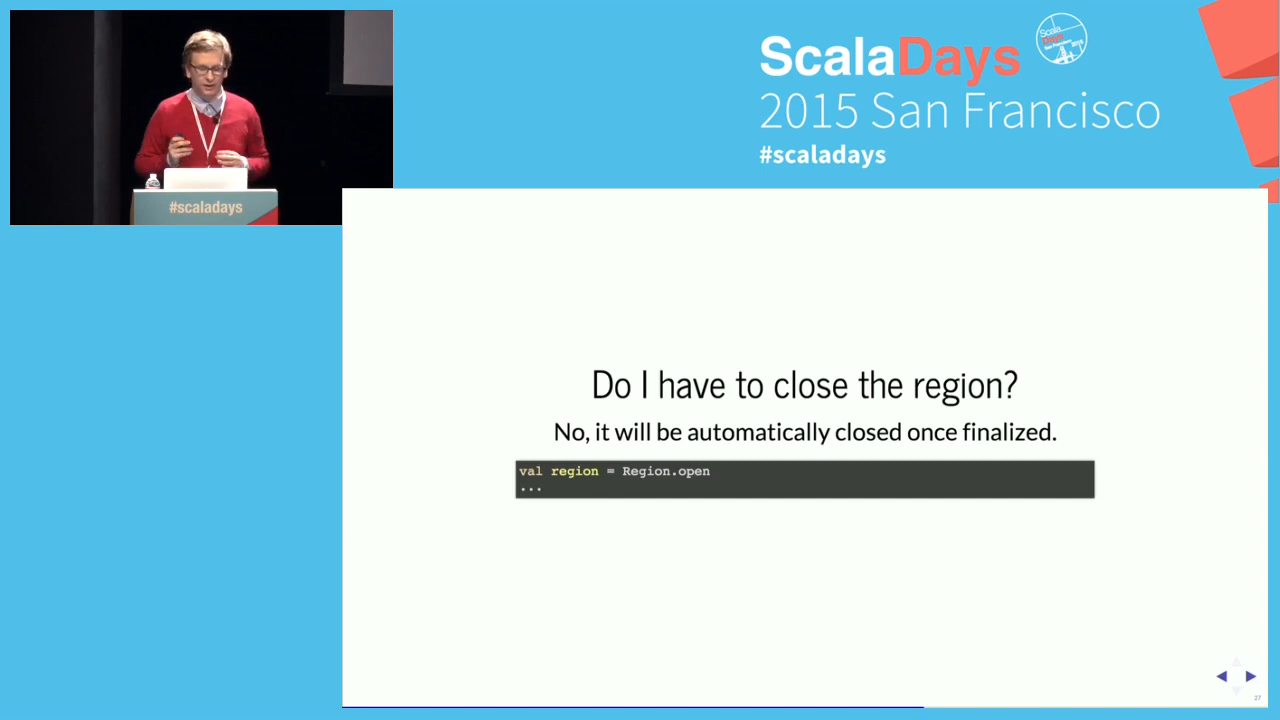 ScalaDays
2015 San Francisco
#scaladays
#scaladays
Do I have to close the region?
No, it will be automatically closed once finalized.
val region = Region.open
...
27